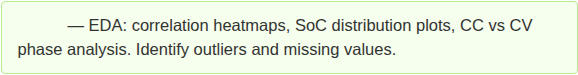 — EDA: correlation heatmaps, SoC distribution plots, CC vs CV
phase analysis. Identify outliers and missing values.